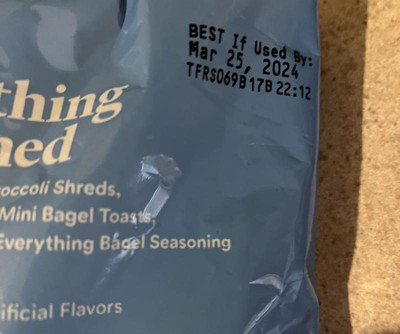 BEST If Used By:
Mar 25, 2024
TFRS069B17B 22:12
thing
ned
roccoli Shreds,
Mini Bagel Toasts,
Everything Bagel Seasoning
ificial Flavors